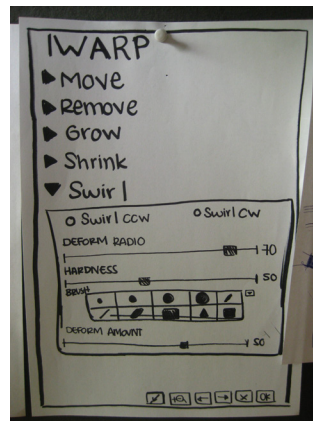 IWARP
Move
Remove
Grow
Shrink
Swirl
Swirl CCW Swirl CW
DEFORM RADIO
70
HARDNESS
50
BRUSH
DEFORM AMOUNT
50
OK